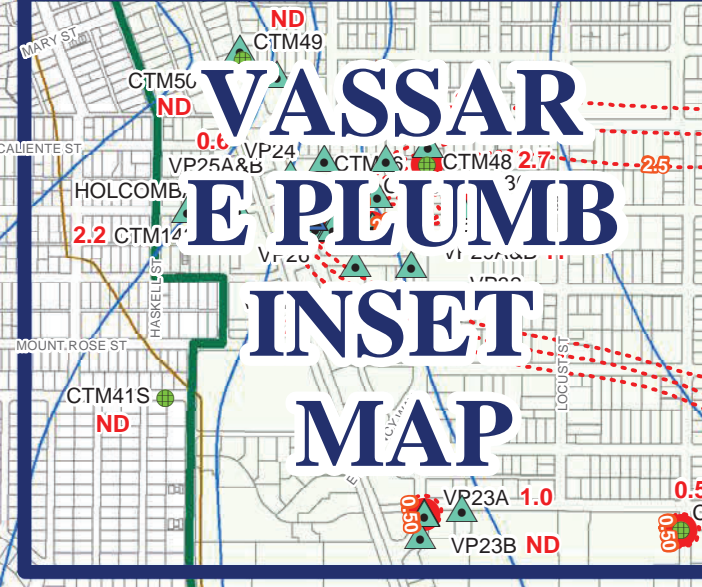 ND
CTM49
MARY ST
CTM50
ND
VASSAR
0.6
CALIENTE ST
VP24
VP25A&B
CTM48 2.7
2.5
HOLCOMB
E PLUMB
2.2
VP26
HASKELL ST
INSET
MOUNT.ROSE ST
LOCUST ST
CTM41S
ND
MAP
0.50
VP23A 1.0
0.50
VP23B ND